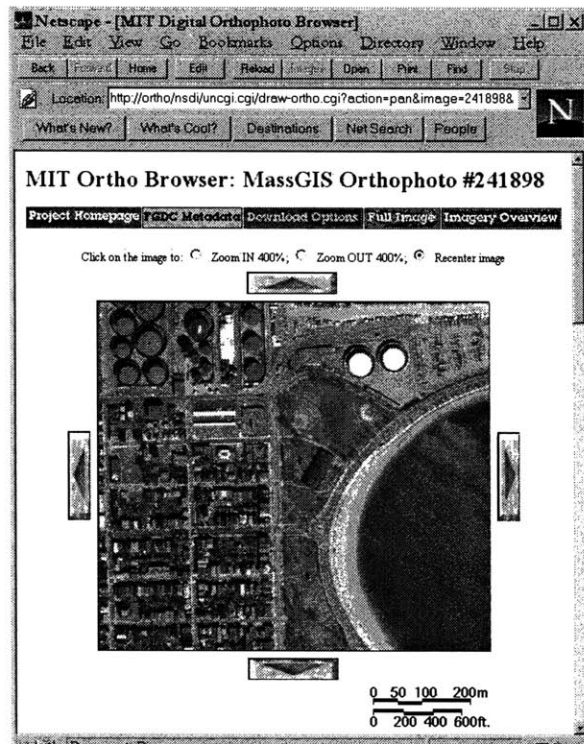 Netscape - [MIT Digital Orthophoto Browser]
File Edit View Go Bookmarks Options Directory Window Help
Back Forward Home Edit Reload Images Open Print Find Stop
Location: http://ortho/nsdi/uncgi.cgi/draw-ortho.cgi?action=pan&image=241898&
N
What's New? What's Cool? Destinations Net Search People
MIT Ortho Browser: MassGIS Orthophoto #241898
Project Homepage FGDC Metadata Download Options Full Image Imagery Overview
Click on the image to: Zoom IN 400%; Zoom OUT 400%; Recenter image
0 50 100 200m
0 200 400 600ft.